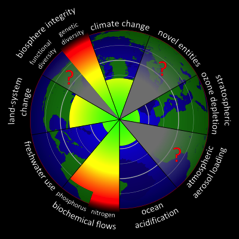 climate change
novel entities
?
stratospheric
ozone depletion
atmospheric
aerosol loading
?
ocean
acidification
biochemical flows
nitrogen
phosphorus
freshwater use
land-system
change
biosphere integrity
functional
diversity
genetic
diversity
?